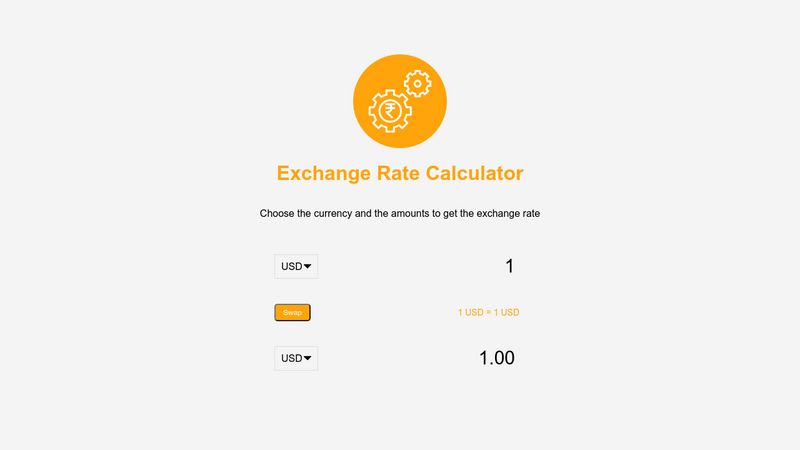 ₹
Exchange Rate Calculator
Choose the currency and the amounts to get the exchange rate
USD 1
Swap 1 USD = 1 USD
USD 1.00